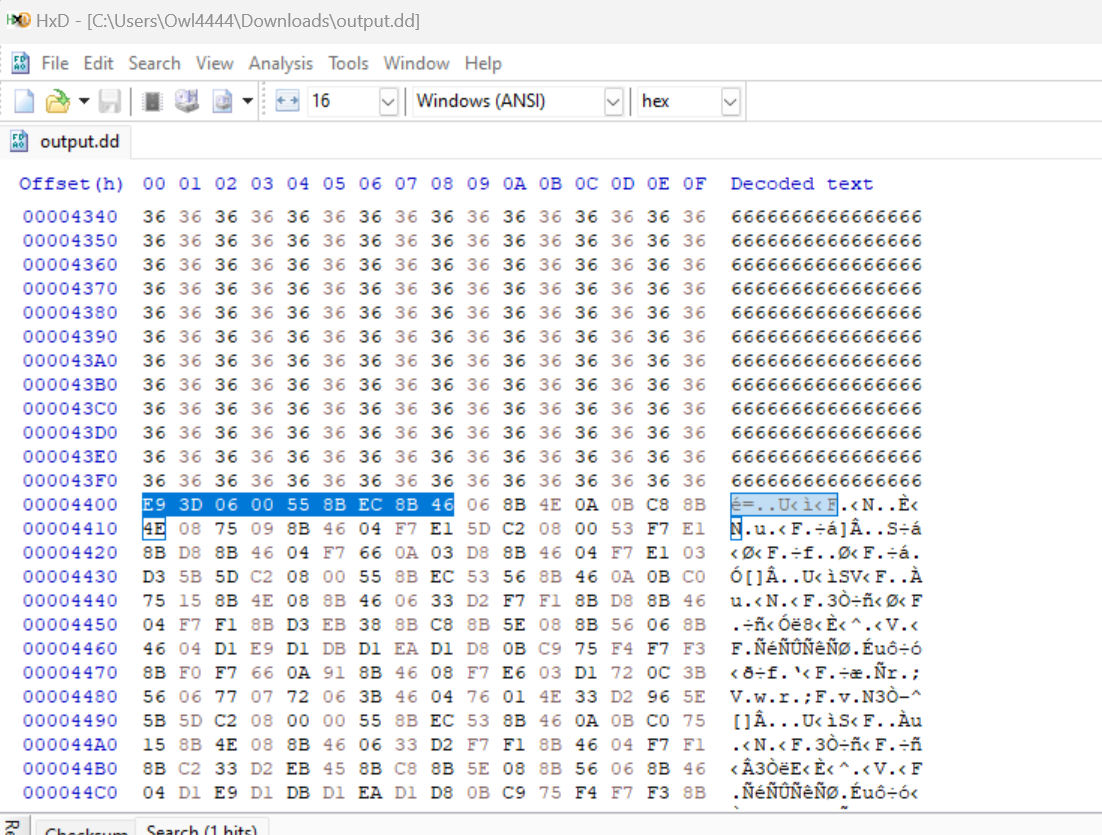 HxD - [C:\Users\Owl4444\Downloads\output.dd]
File Edit Search View Analysis Tools Window Help
16 Windows (ANSI) hex
output.dd
Offset(h) 00 01 02 03 04 05 06 07 08 09 0A 0B 0C 0D 0E 0F Decoded text
00004340 36 36 36 36 36 36 36 36 36 36 36 36 36 36 36 36 6666666666666666
00004350 36 36 36 36 36 36 36 36 36 36 36 36 36 36 36 36 6666666666666666
00004360 36 36 36 36 36 36 36 36 36 36 36 36 36 36 36 36 6666666666666666
00004370 36 36 36 36 36 36 36 36 36 36 36 36 36 36 36 36 6666666666666666
00004380 36 36 36 36 36 36 36 36 36 36 36 36 36 36 36 36 6666666666666666
00004390 36 36 36 36 36 36 36 36 36 36 36 36 36 36 36 36 6666666666666666
000043A0 36 36 36 36 36 36 36 36 36 36 36 36 36 36 36 36 6666666666666666
000043B0 36 36 36 36 36 36 36 36 36 36 36 36 36 36 36 36 6666666666666666
000043C0 36 36 36 36 36 36 36 36 36 36 36 36 36 36 36 36 6666666666666666
000043D0 36 36 36 36 36 36 36 36 36 36 36 36 36 36 36 36 6666666666666666
000043E0 36 36 36 36 36 36 36 36 36 36 36 36 36 36 36 36 6666666666666666
000043F0 36 36 36 36 36 36 36 36 36 36 36 36 36 36 36 36 6666666666666666
00004400 E9 3D 06 00 55 8B EC 8B 46 06 8B 4E 0A 0B C8 8B é=..U‹ì‹F.‹N..È‹
00004410 4E 08 75 09 8B 46 04 F7 E1 5D C2 08 00 53 F7 E1 N.u.‹F.÷á]Â..S÷á
00004420 8B D8 8B 46 04 F7 66 0A 03 D8 8B 46 04 F7 E1 03 ‹Ø‹F.÷f..Ø‹F.÷á.
00004430 D3 5B 5D C2 08 00 55 8B EC 53 56 8B 46 0A 0B C0 Ó[]Â..U‹ìSV‹F..À
00004440 75 15 8B 4E 08 8B 46 06 33 D2 F7 F1 8B D8 8B 46 u.‹N.‹F.3Ò÷ñ‹Ø‹F
00004450 04 F7 F1 8B D3 EB 38 8B C8 8B 5E 08 8B 56 06 8B .÷ñ‹Óë8‹È‹^.‹V.‹
00004460 46 04 D1 E9 D1 DB D1 EA D1 D8 0B C9 75 F4 F7 F3 F.ÑéÑÛÑêÑØ.Éuô÷ó
00004470 8B F0 F7 66 0A 91 8B 46 08 F7 E6 03 D1 72 0C 3B ‹ð÷f.‘‹F.÷æ.Ñr.;
00004480 56 06 77 07 72 06 3B 46 04 76 01 4E 33 D2 96 5E V.w.r.;F.v.N3Ò–^
00004490 5B 5D C2 08 00 00 55 8B EC 53 8B 46 0A 0B C0 75 []Â...U‹ìS‹F..Àu
000044A0 15 8B 4E 08 8B 46 06 33 D2 F7 F1 8B 46 04 F7 F1 .‹N.‹F.3Ò÷ñ‹F.÷ñ
000044B0 8B C2 33 D2 EB 45 8B C8 8B 5E 08 8B 56 06 8B 46 ‹Â3ÒëE‹È‹^.‹V.‹F
000044C0 04 D1 E9 D1 DB D1 EA D1 D8 0B C9 75 F4 F7 F3 8B .ÑéÑÛÑêÑØ.Éuô÷ó‹
Checksum Search (1 hits)